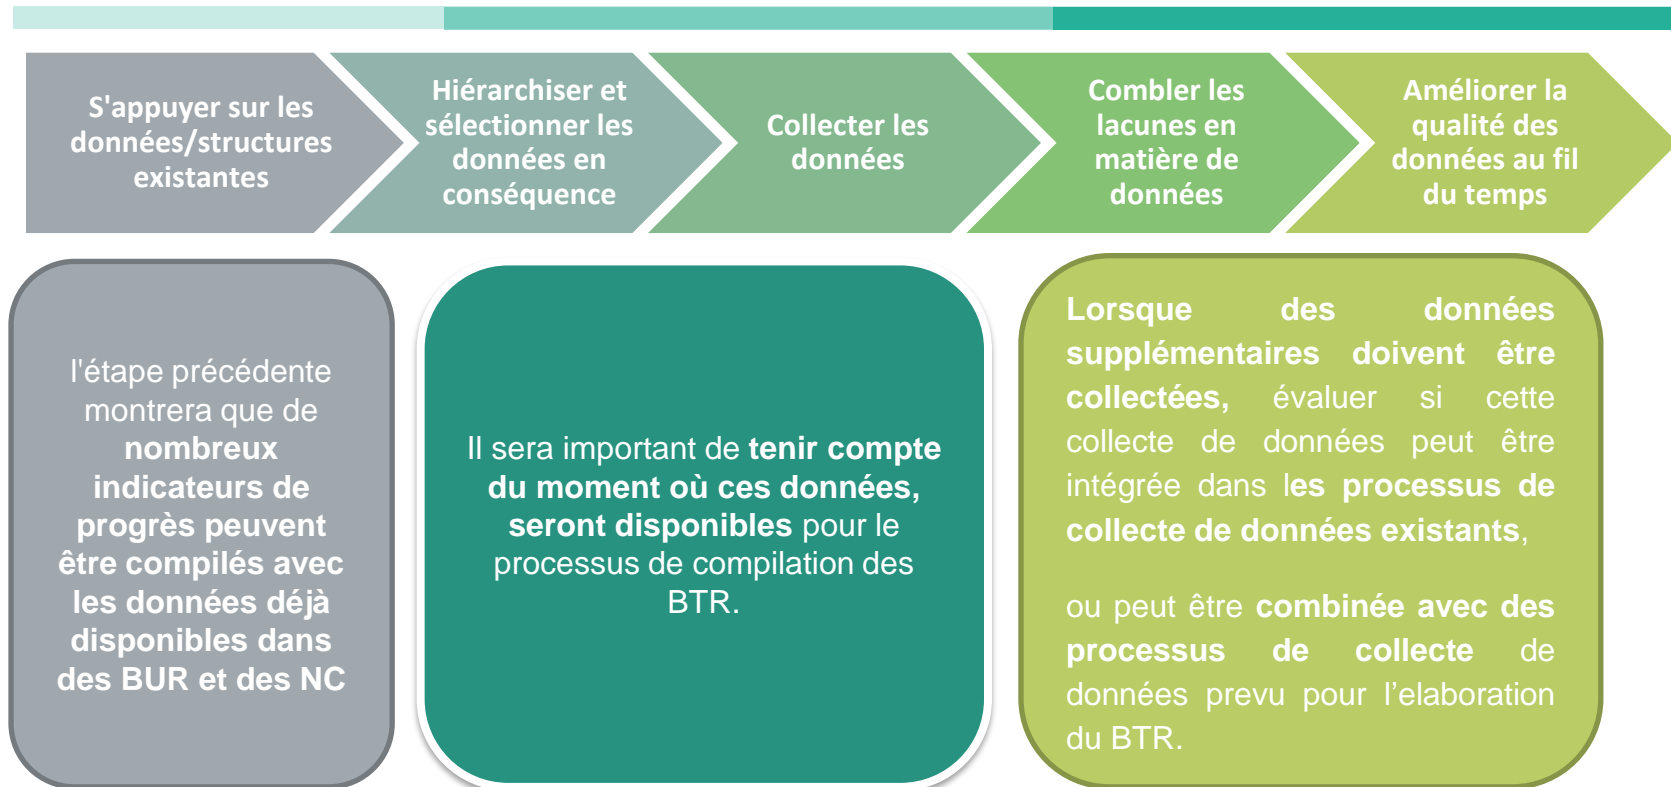 S'appuyer sur les
données/structures
existantes
Hiérarchiser et
sélectionner les
données en
conséquence
Collecter les
données
Combler les
lacunes en
matière de
données
Améliorer la
qualité des
données au fil
du temps
l'étape précédente
montrera que de
nombreux
indicateurs de
progrès peuvent
être compilés avec
les données déjà
disponibles dans
des BUR et des NC
Il sera important de tenir compte
du moment où ces données,
seront disponibles pour le
processus de compilation des
BTR.
Lorsque des données
supplémentaires doivent être
collectées, évaluer si cette
collecte de données peut être
intégrée dans les processus de
collecte de données existants,
ou peut être combinée avec des
processus de collecte de
données prevu pour l’elaboration
du BTR.